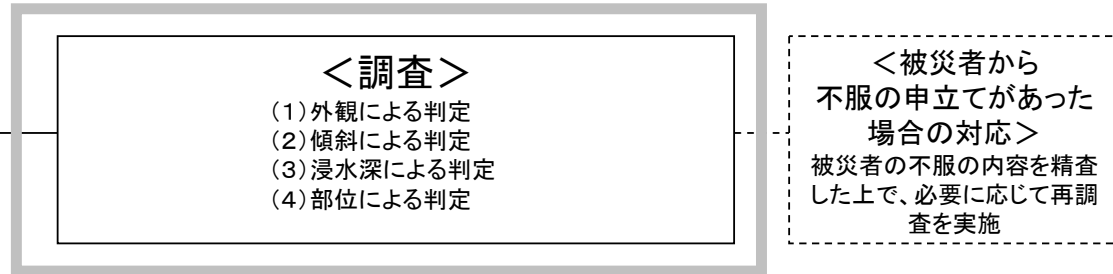 ＜調査＞
（１）外観による判定
（２）傾斜による判定
（３）浸水深による判定
（４）部位による判定
＜被災者から
不服の申立てがあった
場合の対応＞
被災者の不服の内容を精査
した上で、必要に応じて再調
査を実施